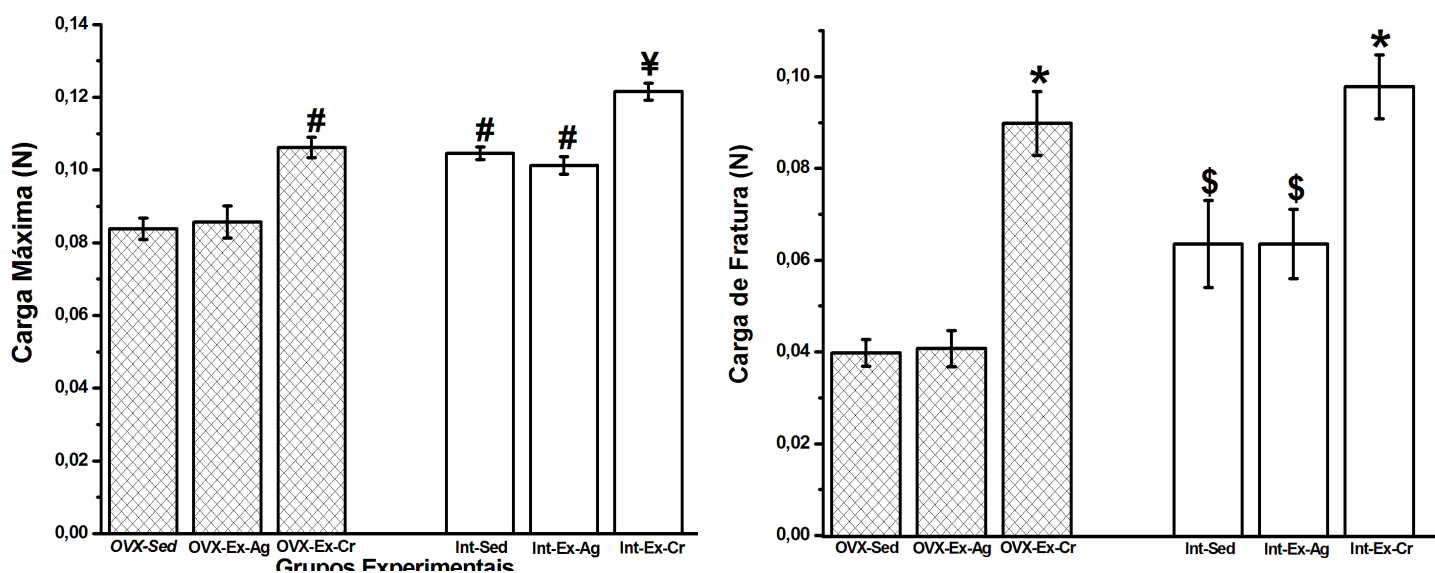 Carga Máxima (N)
0,14
0,12
0,10
0,08
0,06
0,04
0,02
0,00
# # # ¥
OVX-Sed OVX-Ex-Ag OVX-Ex-Cr Int-Sed Int-Ex-Ag Int-Ex-Cr
Grupos Experimentais
Carga de Fratura (N)
0,10
0,08
0,06
0,04
0,02
0,00
* $ $ *
OVX-Sed OVX-Ex-Ag OVX-Ex-Cr Int-Sed Int-Ex-Ag Int-Ex-Cr